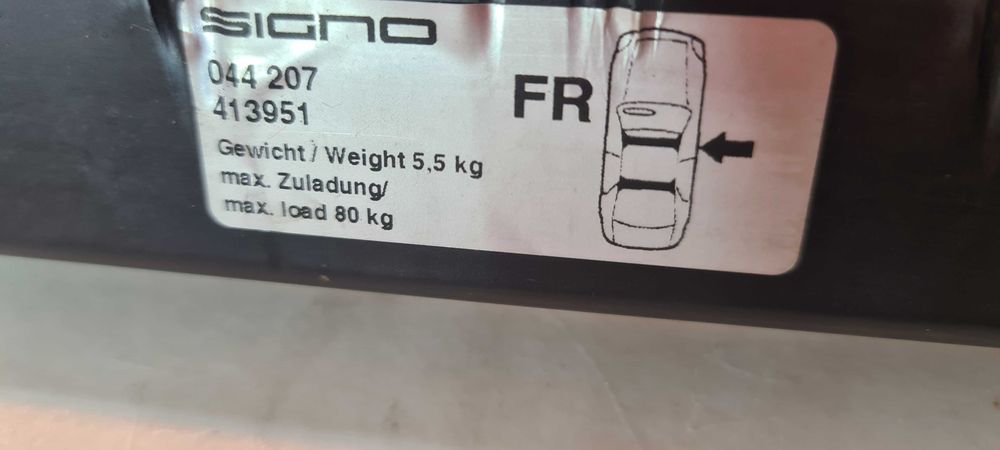 SIGNO
044 207
413951
Gewicht / Weight 5,5 kg
max. Zuladung/
max. load 80 kg
FR